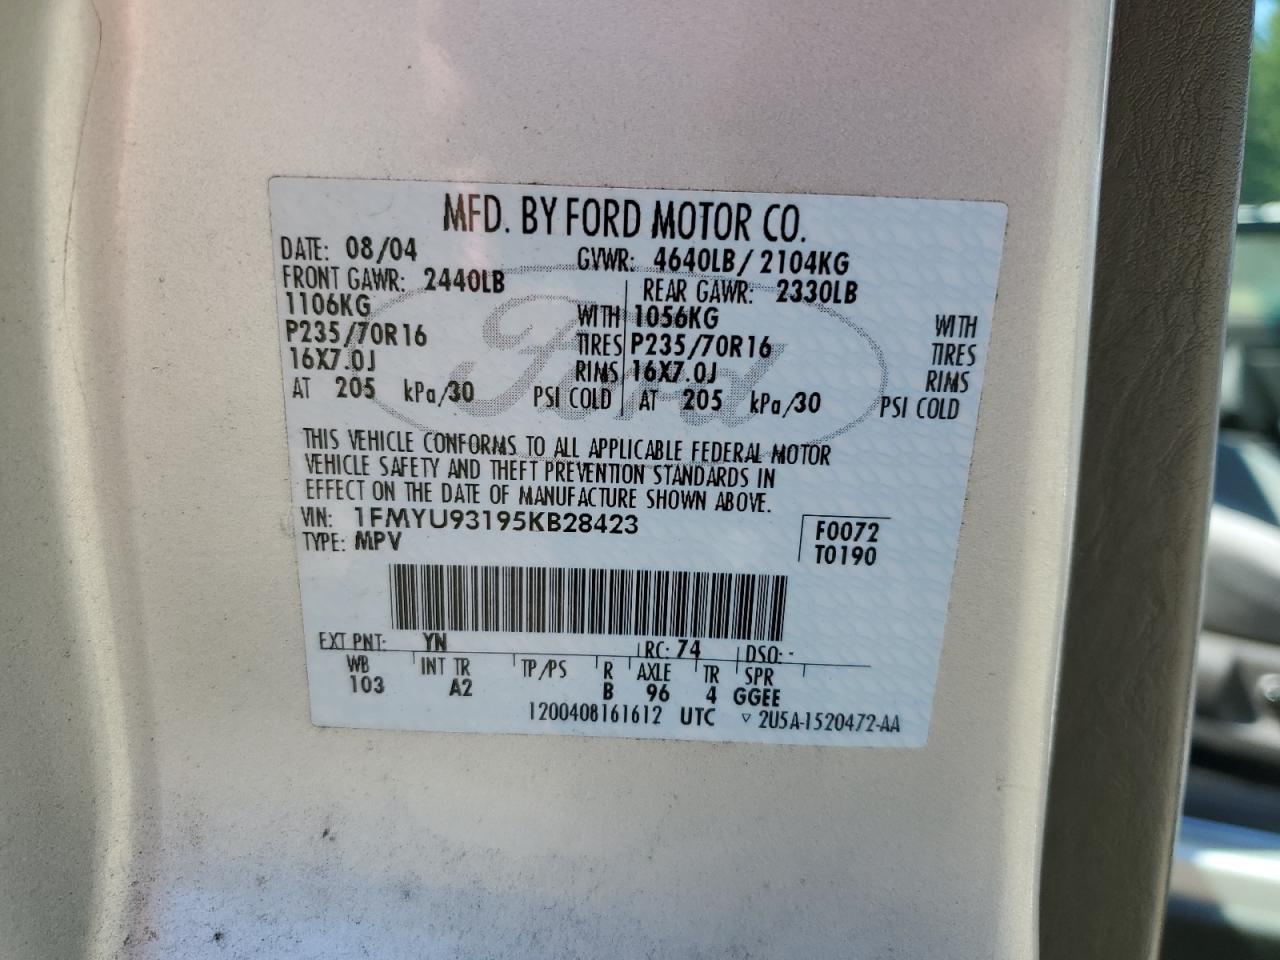 MFD. BY FORD MOTOR CO.
DATE: 08/04 GVWR: 4640LB/ 2104KG
FRONT GAWR: 2440LB REAR GAWR: 2330LB
1106KG WITH 1056KG WITH
P235/70R16 TIRES P235/70R16 TIRES
16X7.0J RIMS 16X7.0J RIMS
AT 205 kPa/30 PSI COLD AT 205 kPa/30 PSI COLD
Ford
THIS VEHICLE CONFORMS TO ALL APPLICABLE FEDERAL MOTOR
VEHICLE SAFETY AND THEFT PREVENTION STANDARDS IN
EFFECT ON THE DATE OF MANUFACTURE SHOWN ABOVE.
VIN: 1FMYU93195KB28423 F0072
TYPE: MPV T0190
EXT PNT: YN RC: 74 DSO: -
WB INT TR TP/PS R AXLE TR SPR
103 A2 B 96 4 GGEE
1200408161612 UTC ▽ 2U5A-1520472-AA